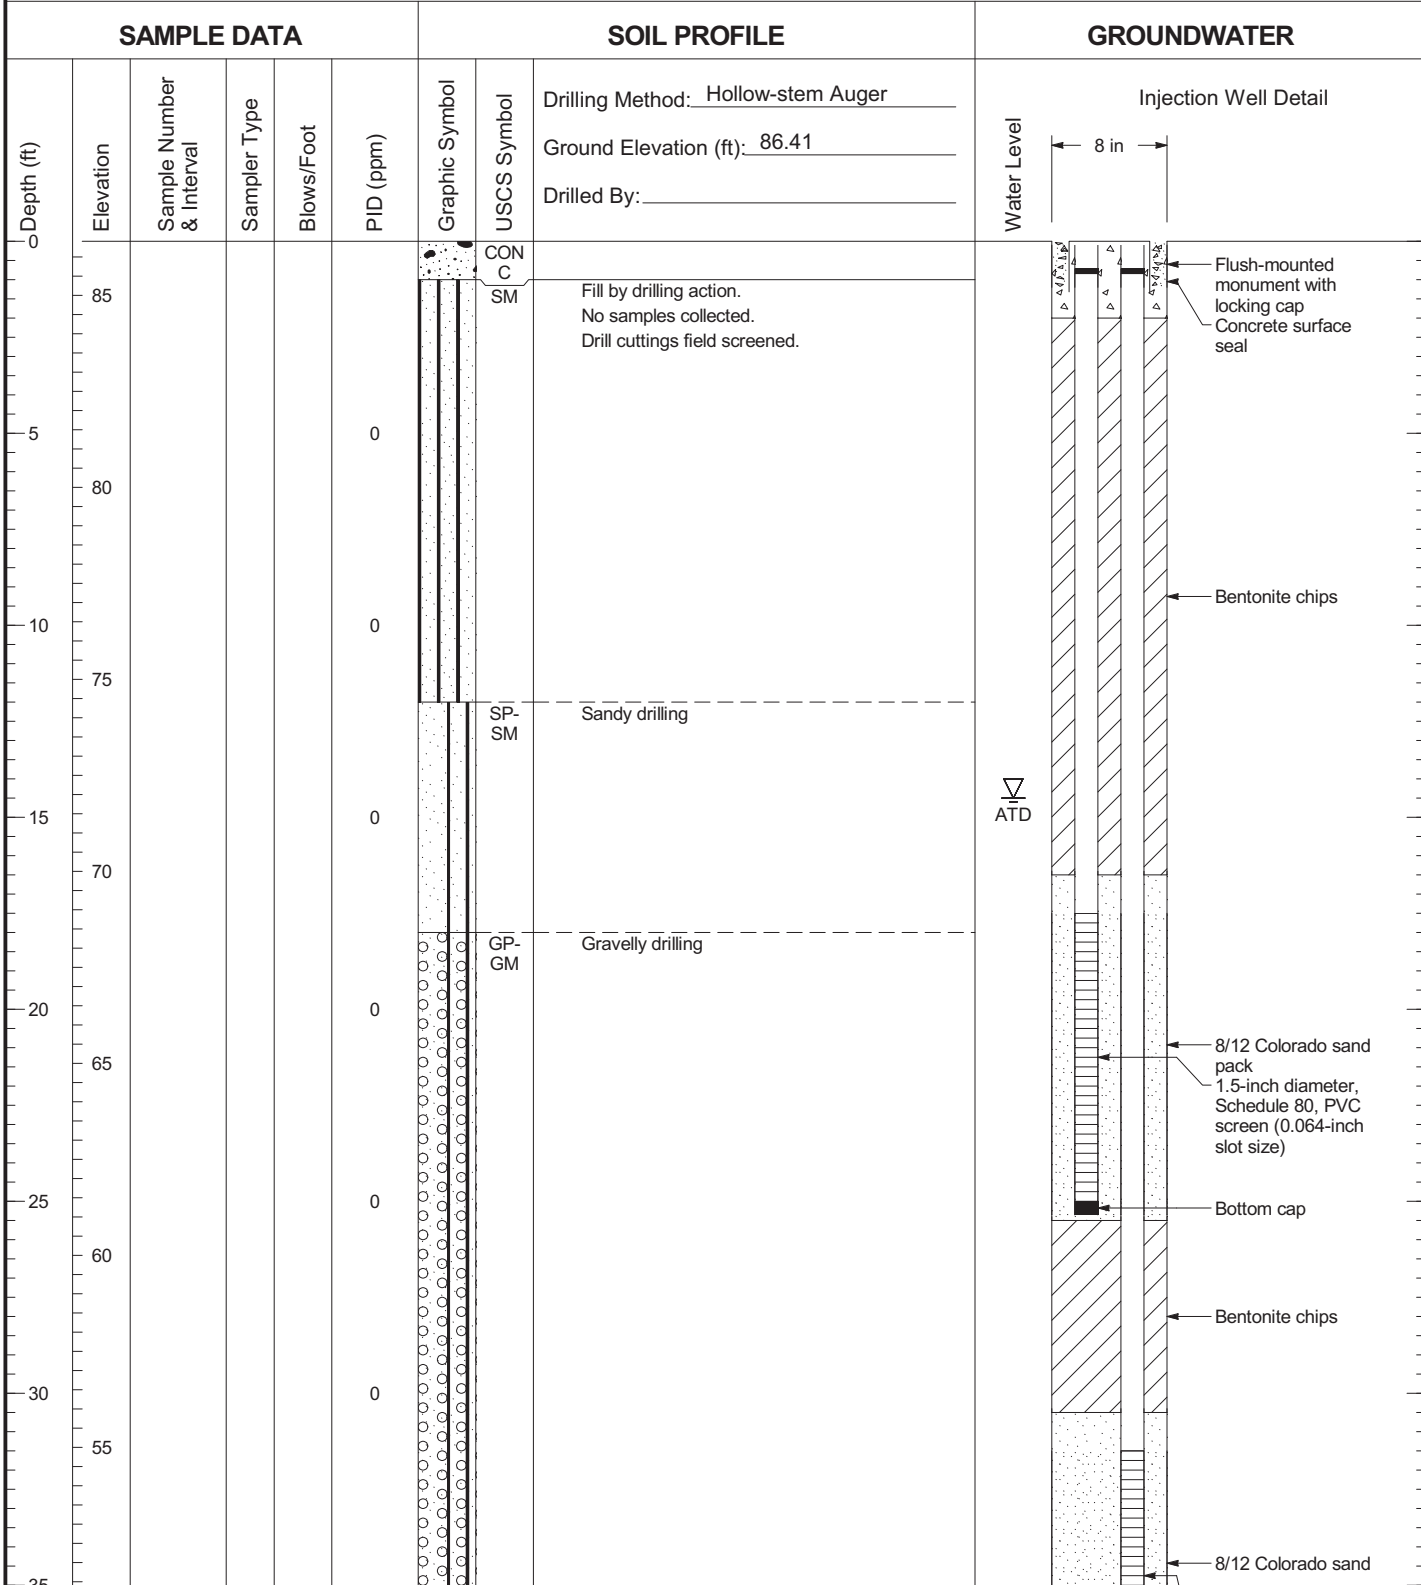 SAMPLE DATA
SOIL PROFILE
GROUNDWATER
Depth (ft)
Elevation
Sample Number
& Interval
Sampler Type
Blows/Foot
PID (ppm)
Graphic Symbol
USCS Symbol
Drilling Method: Hollow-stem Auger
Ground Elevation (ft): 86.41
Drilled By:
Water Level
Injection Well Detail
8 in
0
CON
C
Flush-mounted
monument with
locking cap
85
SM
Fill by drilling action.
No samples collected.
Drill cuttings field screened.
Concrete surface
seal
5
0
80
Bentonite chips
10
0
75
SP-
SM
Sandy drilling
ATD
15
0
70
GP-
GM
Gravelly drilling
20
0
8/12 Colorado sand
pack
65
1.5-inch diameter,
Schedule 80, PVC
screen (0.064-inch
slot size)
25
0
Bottom cap
60
Bentonite chips
30
0
55
8/12 Colorado sand
35